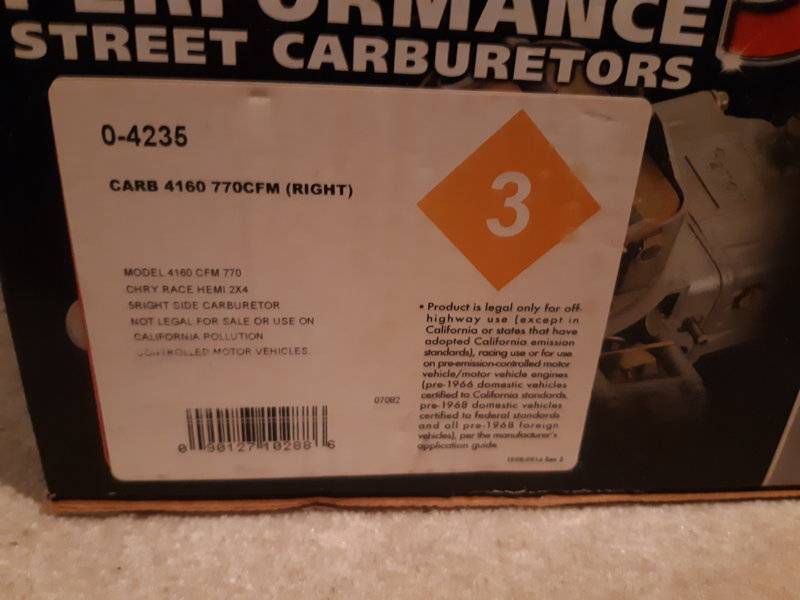 PERFORMANCE
STREET CARBURETORS
0-4235
CARB 4160 770CFM (RIGHT)
3
MODEL 4160 CFM 770
CHRY RACE HEMI 2X4
SRIGHT SIDE CARBURETOR
NOT LEGAL FOR SALE OR USE ON
CALIFORNIA POLLUTION
CONTROLLED MOTOR VEHICLES.
07082
0 90127 10288 6
• Product is legal only for off-
highway use (except in
California or states that have
adopted California emission
standards), racing use or for use
on pre-emission-controlled motor
vehicle/motor vehicle engines
(pre-1966 domestic vehicles
certified to California standards,
pre-1968 domestic vehicles
certified to federal standards
and all pre-1968 foreign
vehicles), per the manufacturer's
application guide.